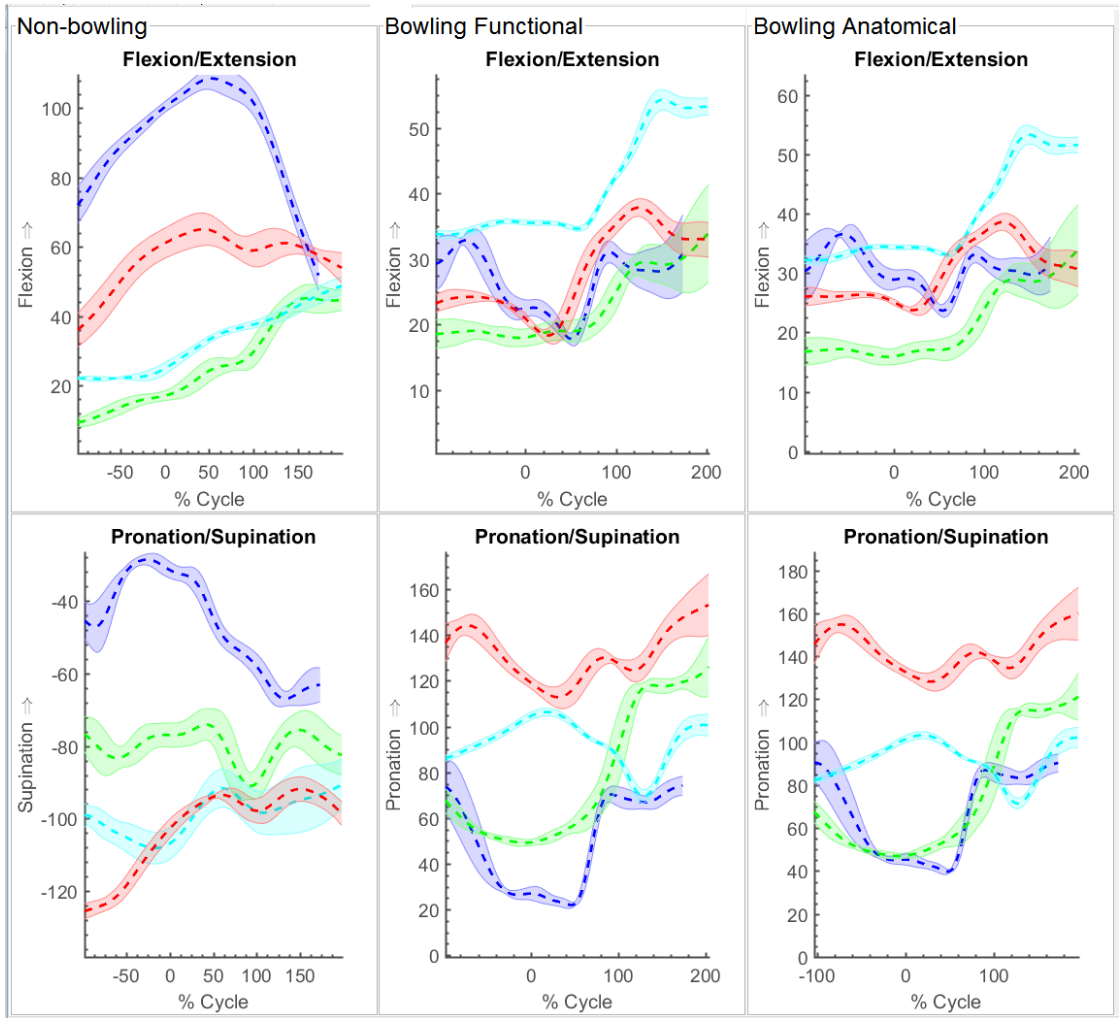 Non-bowling
Bowling Functional
Bowling Anatomical
Flexion/Extension
Flexion/Extension
Flexion/Extension
100
80
60
40
20
Flexion ⇒
-50 0 50 100 150
% Cycle
50
40
30
20
10
Flexion ⇒
0 100 200
% Cycle
60
50
40
30
20
10
0
Flexion ⇒
0 100 200
% Cycle
Pronation/Supination
Pronation/Supination
Pronation/Supination
-40
-60
-80
-100
-120
Supination ⇒
-50 0 50 100 150
% Cycle
160
140
120
100
80
60
40
20
0
Pronation ⇒
0 100 200
% Cycle
180
160
140
120
100
80
60
40
20
0
Pronation ⇒
-100 0 100
% Cycle